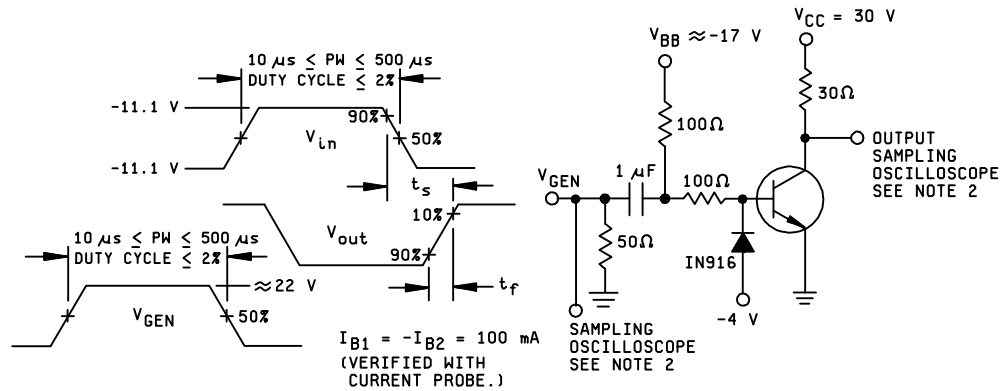 10 µs ≤ PW ≤ 500 µs
DUTY CYCLE ≤ 2%
-11.1 V
90%
V_in
50%
-11.1 V
t_s
10%
V_out
90%
t_f
10 µs ≤ PW ≤ 500 µs
DUTY CYCLE ≤ 2%
≈22 V
V_GEN
50%
I_B1 = -I_B2 = 100 mA
(VERIFIED WITH
CURRENT PROBE.)
V_CC = 30 V
V_BB ≈-17 V
30Ω
100Ω
OUTPUT
SAMPLING
OSCILLOSCOPE
SEE NOTE 2
V_GEN
1 µF
100Ω
50Ω
IN916
-4 V
SAMPLING
OSCILLOSCOPE
SEE NOTE 2